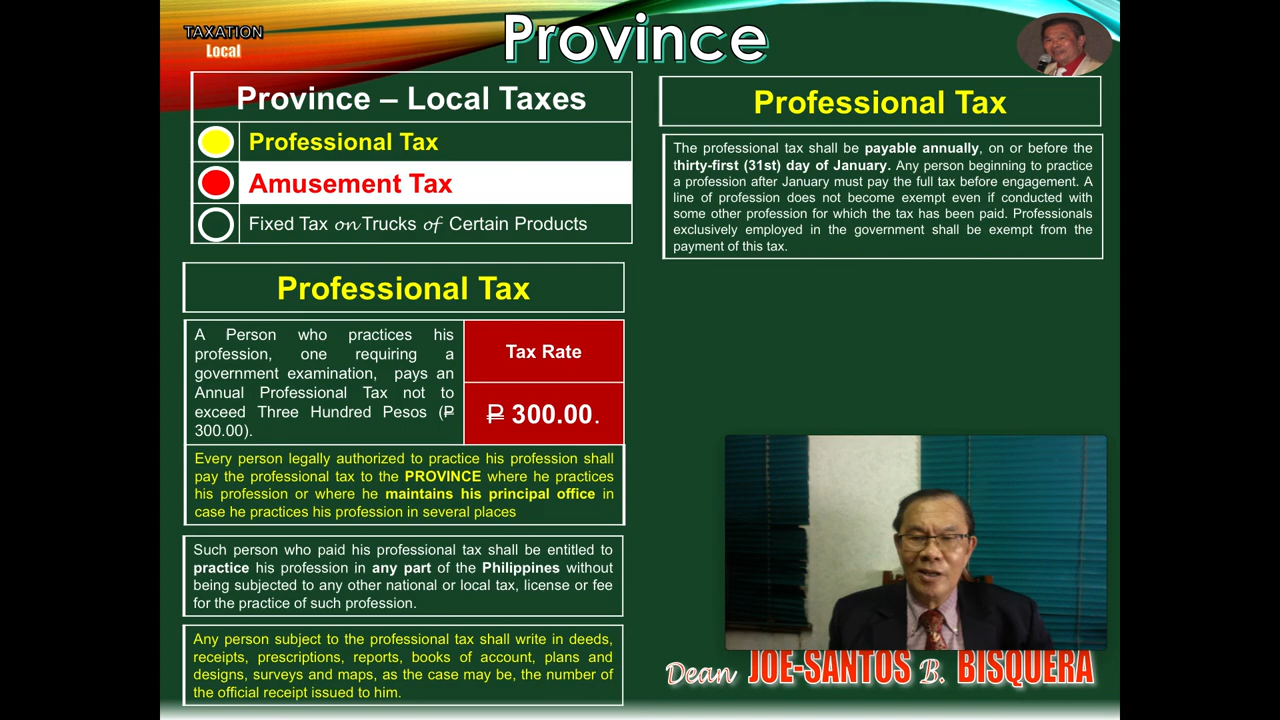 TAXATION
Local
Province
Province – Local Taxes
Professional Tax
Amusement Tax
Fixed Tax on Trucks of Certain Products
Professional Tax
A Person who practices his
profession, one requiring a
government examination, pays an
Annual Professional Tax not to
exceed Three Hundred Pesos (₱
300.00).
Tax Rate
₱ 300.00.
Every person legally authorized to practice his profession shall
pay the professional tax to the PROVINCE where he practices
his profession or where he maintains his principal office in
case he practices his profession in several places
Such person who paid his professional tax shall be entitled to
practice his profession in any part of the Philippines without
being subjected to any other national or local tax, license or fee
for the practice of such profession.
Any person subject to the professional tax shall write in deeds,
receipts, prescriptions, reports, books of account, plans and
designs, surveys and maps, as the case may be, the number of
the official receipt issued to him.
Professional Tax
The professional tax shall be payable annually, on or before the
thirty-first (31st) day of January. Any person beginning to practice
a profession after January must pay the full tax before engagement. A
line of profession does not become exempt even if conducted with
some other profession for which the tax has been paid. Professionals
exclusively employed in the government shall be exempt from the
payment of this tax.
Dean JOE-SANTOS B. BISQUERA